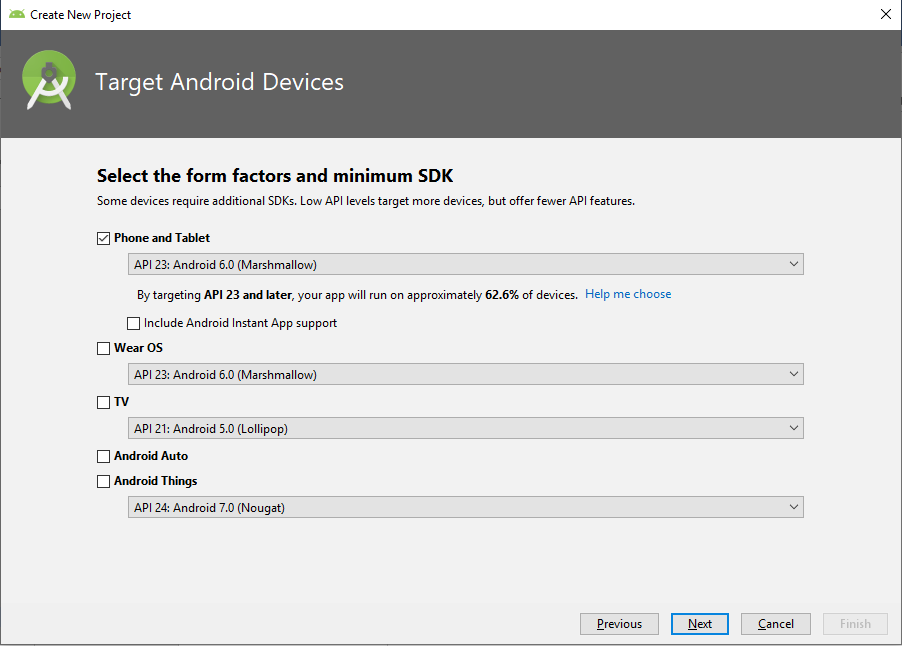 Create New Project
Target Android Devices
Select the form factors and minimum SDK
Some devices require additional SDKs. Low API levels target more devices, but offer fewer API features.
Phone and Tablet
API 23: Android 6.0 (Marshmallow)
By targeting API 23 and later, your app will run on approximately 62.6% of devices. Help me choose
Include Android Instant App support
Wear OS
API 23: Android 6.0 (Marshmallow)
TV
API 21: Android 5.0 (Lollipop)
Android Auto
Android Things
API 24: Android 7.0 (Nougat)
Previous Next Cancel Finish